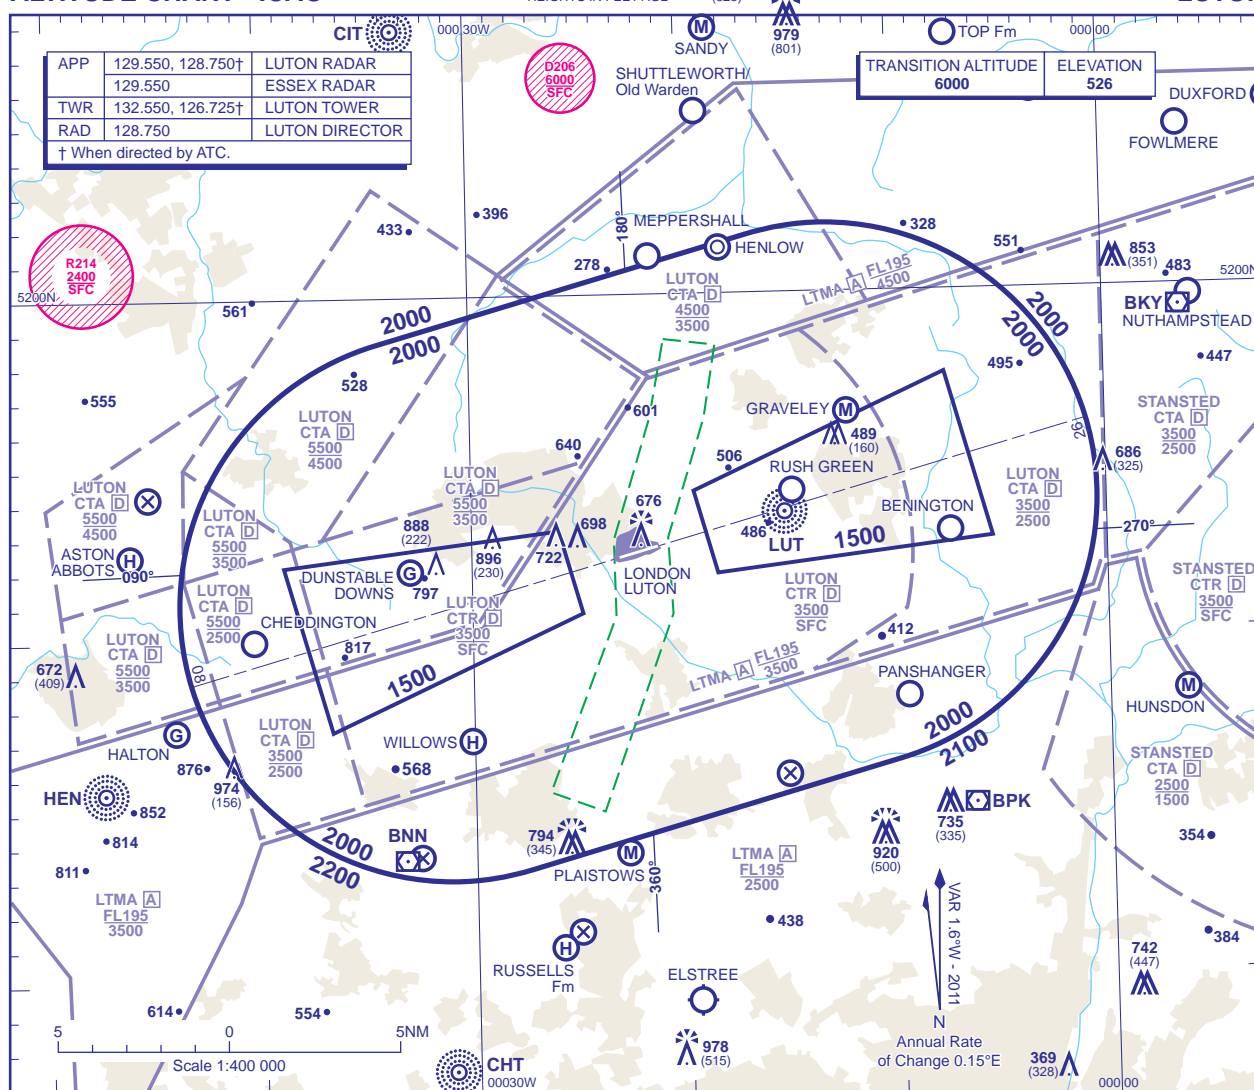 CIT
000 30W
979
(801)
M
SANDY
TOP Fm
000 00
APP 129.550, 128.750† LUTON RADAR
129.550 ESSEX RADAR
TWR 132.550, 126.725† LUTON TOWER
RAD 128.750 LUTON DIRECTOR
† When directed by ATC.
D206
6000
SFC
SHUTTLEWORTH/
Old Warden
TRANSITION ALTITUDE
6000
ELEVATION
526
DUXFORD
FOWLMERE
396
433
180°
MEPPERSHALL
HENLOW
328
551
853
(351)
483
5200N
R214
2400
SFC
5200N
561
278
LUTON
CTA D
4500
3500
LTMA A FL195
4500
BKY
NUTHAMPSTEAD
2000
2000
2000
2000
447
528
555
495
601
GRAVELEY M
489
(160)
STANSTED
CTA D
3500
2500
LUTON
CTA D
5500
4500
640
506
RUSH GREEN
262
686
(325)
LUTON
CTA D
5500
3500
LUTON
CTA D
3500
2500
LUTON
CTA D
5500
4500
LUTON
CTA D
5500
3500
888
(222)
676
698
722
896
(230)
486
LUT
1500
BENINGTON
270°
ASTON
ABBOTS
H
090°
DUNSTABLE
DOWNS
G
797
LONDON
LUTON
STANSTED
CTR D
3500
SFC
LUTON
CTA D
5500
2500
LUTON
CTR D
3500
SFC
LUTON
CTR D
3500
SFC
CHEDDINGTON
LUTON
CTA D
5500
3500
672
(409)
817
412
80
1500
LTMA A FL195
3500
PANSHANGER
M
HUNSDON
G
HALTON
LUTON
CTA D
3500
2500
WILLOWS H
2000
2100
876
974
(156)
568
STANSTED
CTA D
2500
1500
HEN
852
814
811
BPK
735
(335)
920
(500)
354
2000
2200
BNN
794
(345)
M
PLAISTOWS
360°
LTMA A
FL195
2500
LTMA A
FL195
3500
438
VAR 1.6°W - 2011
384
H
RUSSELLS
Fm
742
(447)
ELSTREE
614
554
978
(515)
N
Annual Rate
of Change 0.15°E
5 0 5NM
Scale 1:400 000
CHT
00030W
369
(328)
000 00